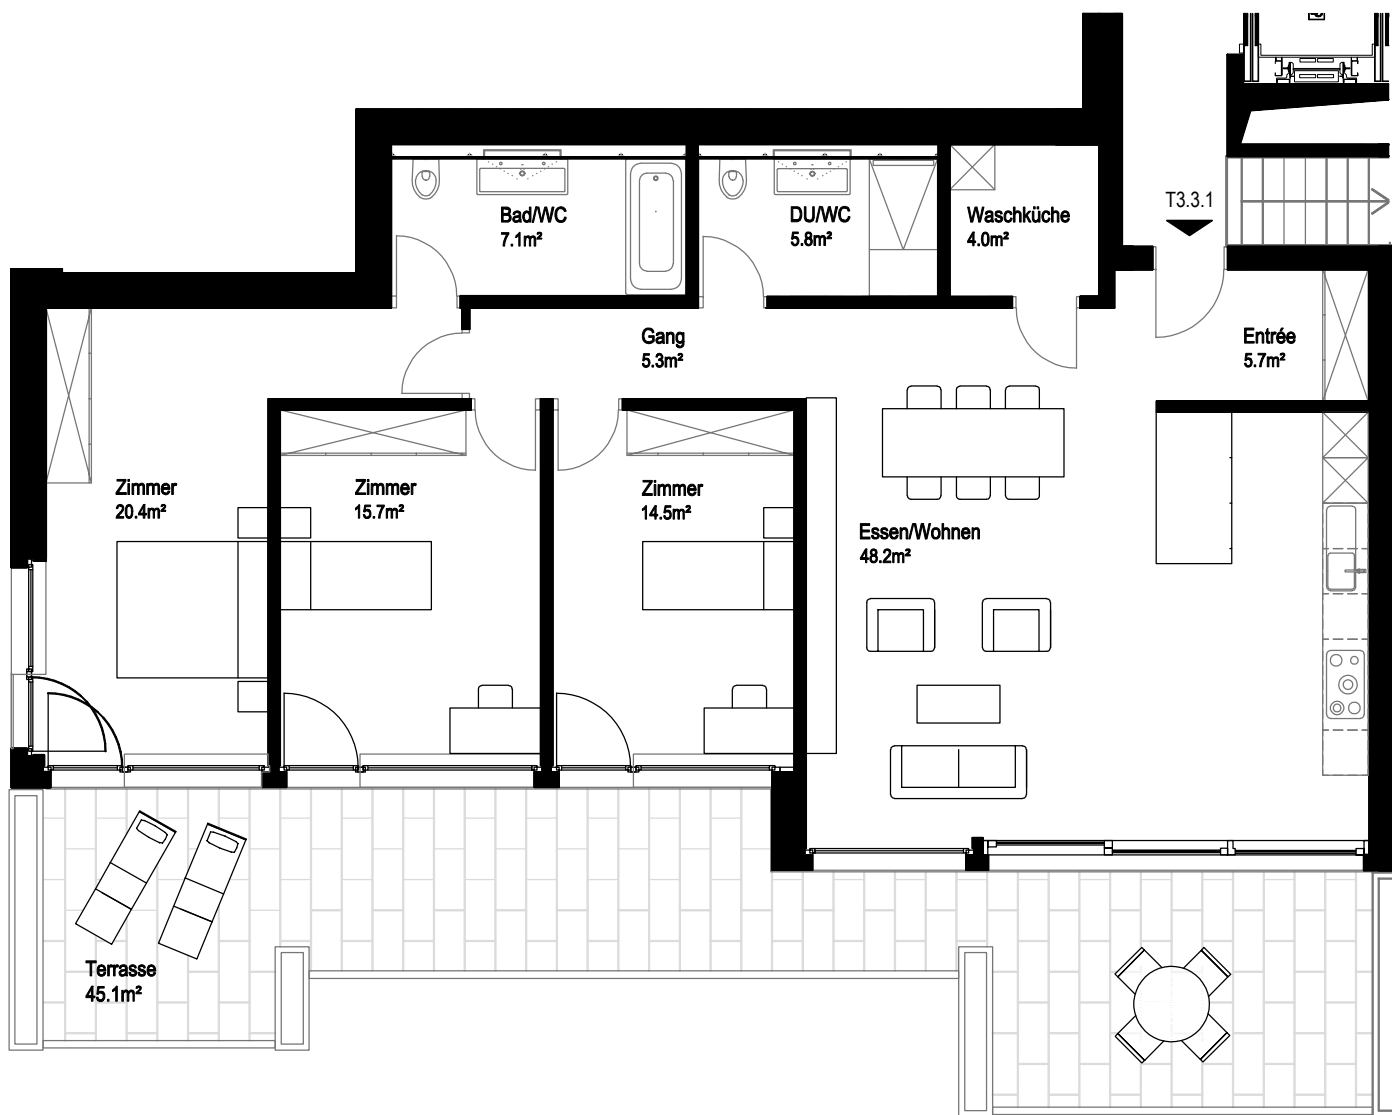 T3.3.1
Bad/WC
7.1m²
DU/WC
5.8m²
Waschküche
4.0m²
Gang
5.3m²
Entrée
5.7m²
Zimmer
20.4m²
Zimmer
15.7m²
Zimmer
14.5m²
Essen/Wohnen
48.2m²
Terrasse
45.1m²